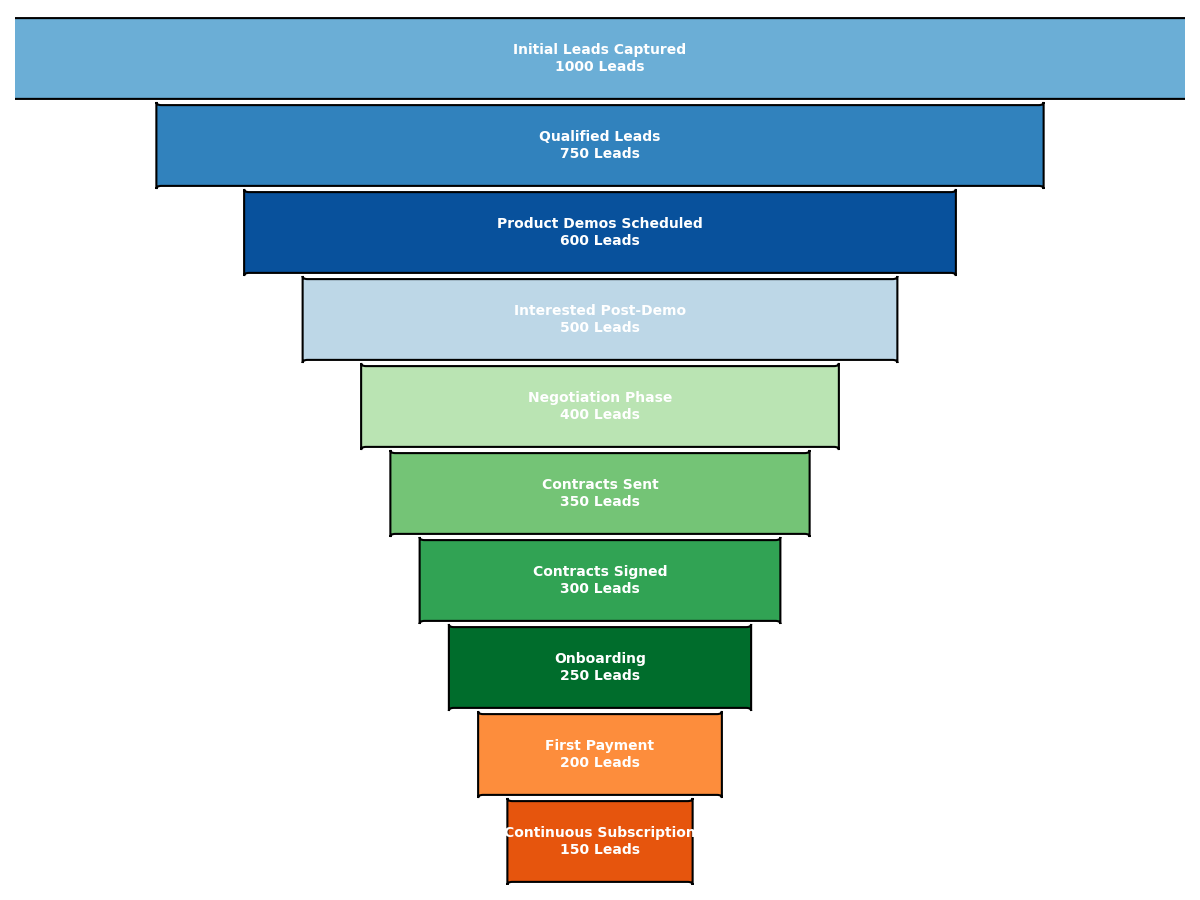 Initial Leads Captured
1000 Leads
Qualified Leads
750 Leads
Product Demos Scheduled
600 Leads
Interested Post-Demo
500 Leads
Negotiation Phase
400 Leads
Contracts Sent
350 Leads
Contracts Signed
300 Leads
Onboarding
250 Leads
First Payment
200 Leads
Continuous Subscription
150 Leads